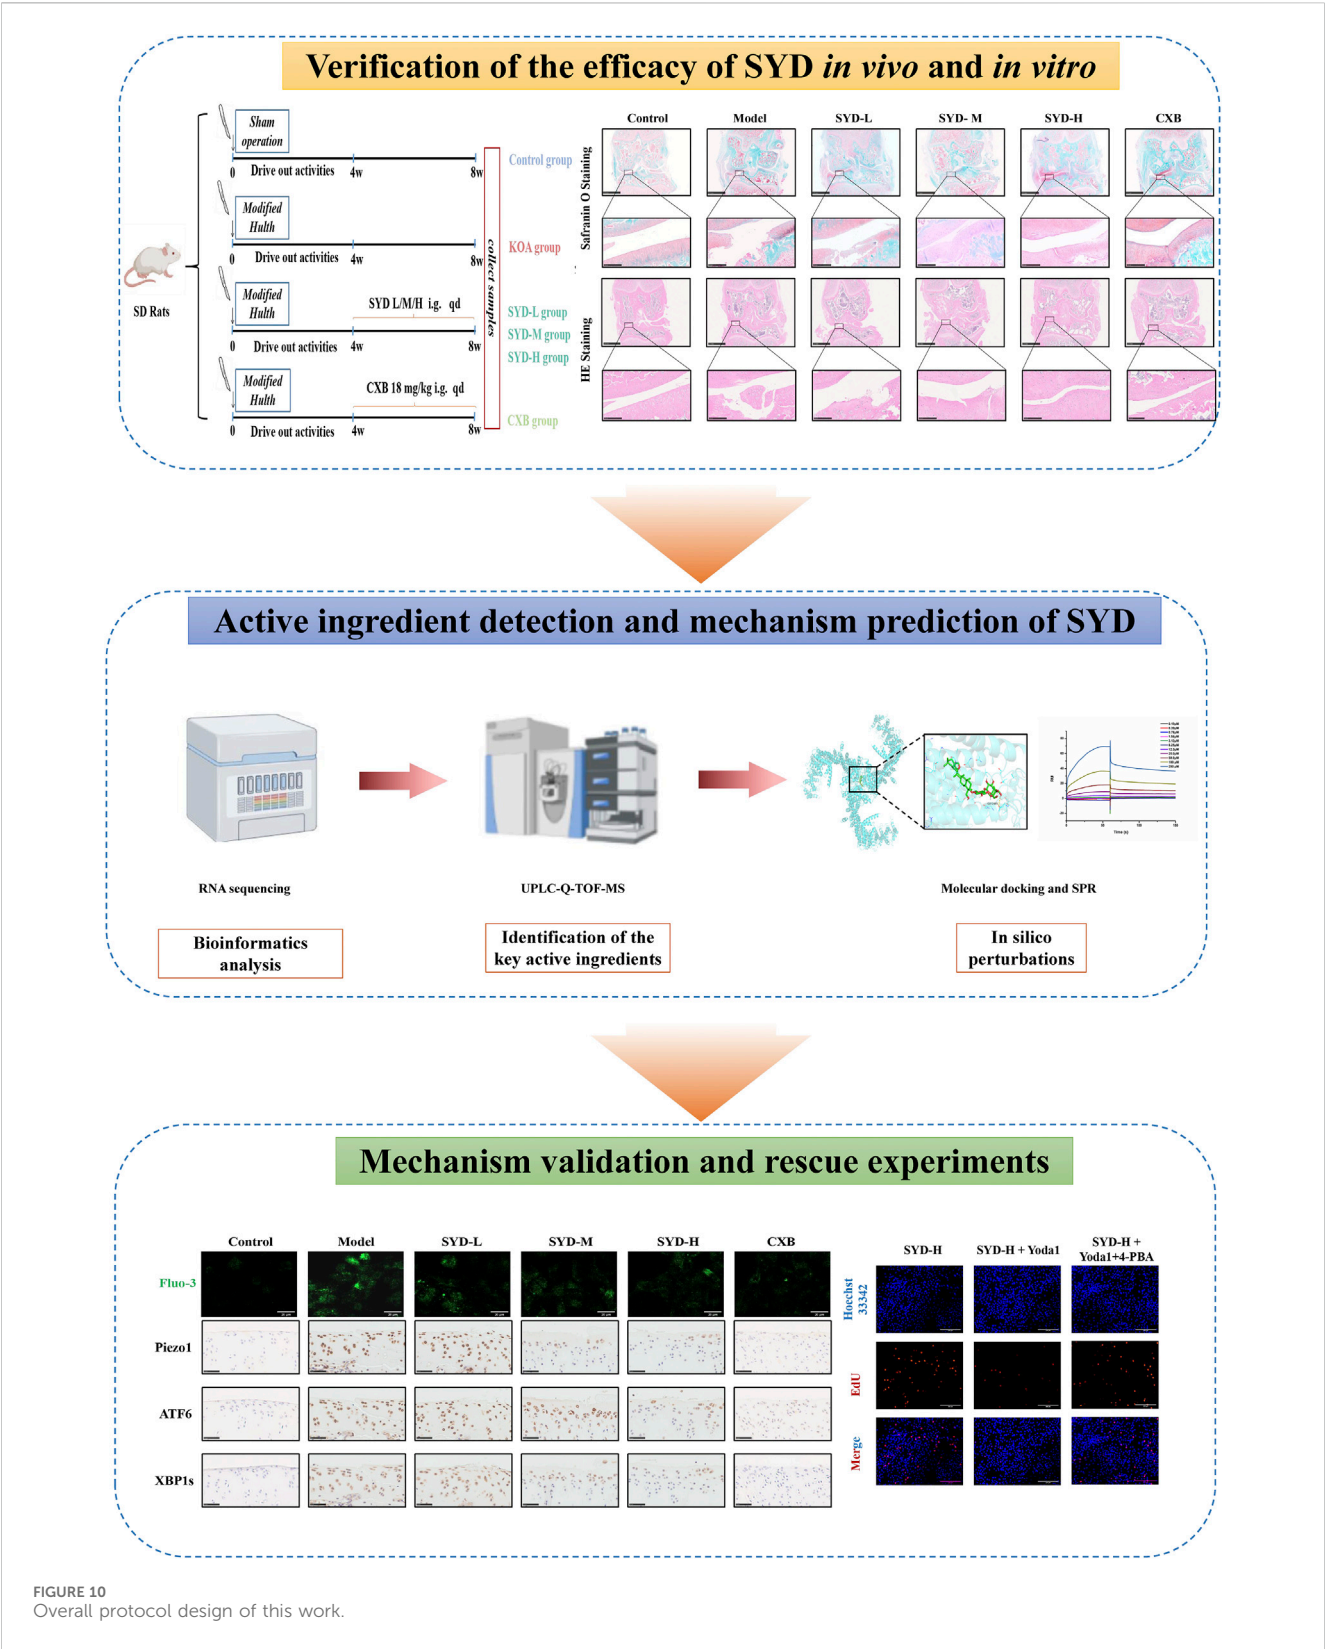 Verification of the efficacy of SYD in vivo and in vitro
Sham
operation
0
Drive out activities
4w
8w
Control group
Modified
Hulth
0
Drive out activities
4w
8w
KOA group
SD Rats
Modified
Hulth
SYD L/M/H i.g. qd
0
Drive out activities
4w
8w
SYD-L group
SYD-M group
SYD-H group
Modified
Hulth
CXB 18 mg/kg i.g. qd
0
Drive out activities
4w
8w
CXB group
collect samples
Control
Model
SYD-L
SYD- M
SYD-H
CXB
Safranin O Staining
HE Staining
Active ingredient detection and mechanism prediction of SYD
Time (s)
RNA sequencing
UPLC-Q-TOF-MS
Molecular docking and SPR
Bioinformatics
analysis
Identification of the
key active ingredients
In silico
perturbations
Mechanism validation and rescue experiments
Control
Model
SYD-L
SYD-M
SYD-H
CXB
Fluo-3
Piezo1
ATF6
XBP1s
SYD-H
SYD-H + Yoda1
SYD-H +
Yoda1+4-PBA
Hoechst
33342
EdU
Merge
FIGURE 10
Overall protocol design of this work.